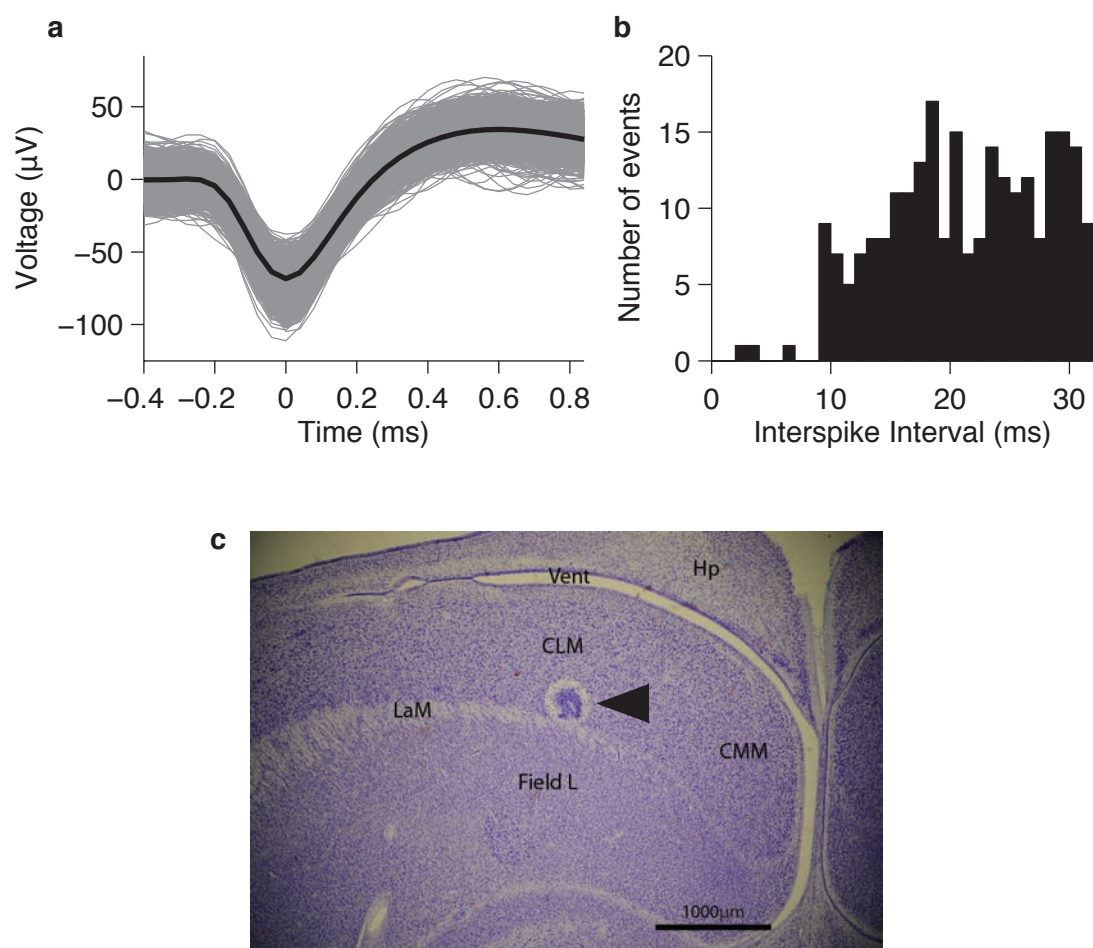 a
50
0
−50
−100
Voltage (µV)
−0.4 −0.2 0 0.2 0.4 0.6 0.8
Time (ms)
b
20
15
10
5
0
Number of events
0 10 20 30
Interspike Interval (ms)
c
Vent
Hp
CLM
LaM
CMM
Field L
1000µm